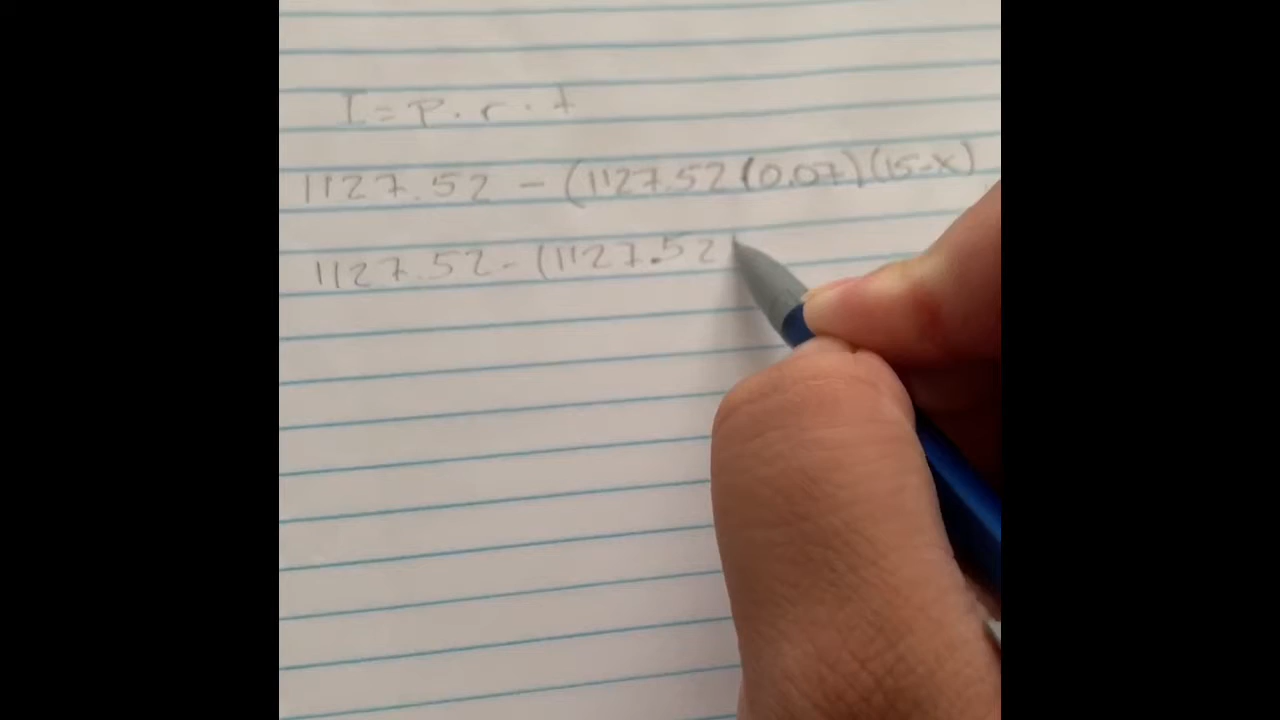 I = P · r · t
1127.52 - (1127.52(0.07)(15-x)
1127.52 - (1127.52)